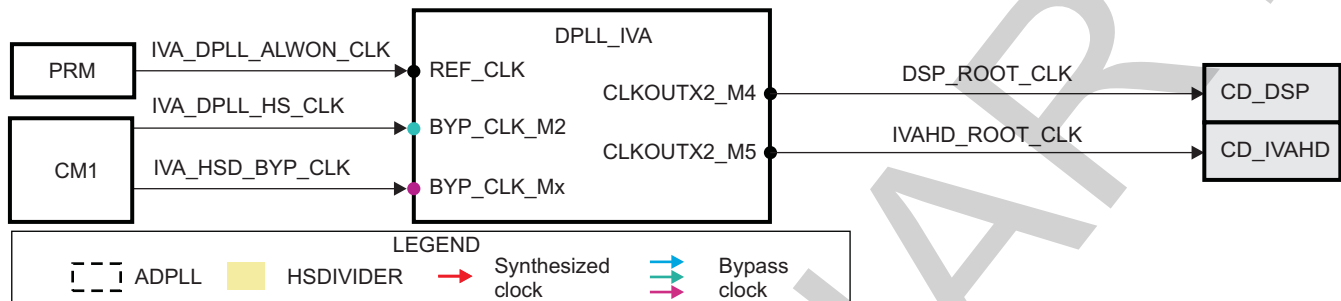 DPLL_IVA
PRM
IVA_DPLL_ALWON_CLK
REF_CLK
CLKOUTX2_M4
DSP_ROOT_CLK
CD_DSP
IVA_DPLL_HS_CLK
BYP_CLK_M2
CLKOUTX2_M5
IVAHD_ROOT_CLK
CD_IVAHD
CM1
IVA_HSD_BYP_CLK
BYP_CLK_Mx
LEGEND
ADPLL
HSDIVIDER
Synthesized
clock
Bypass
clock